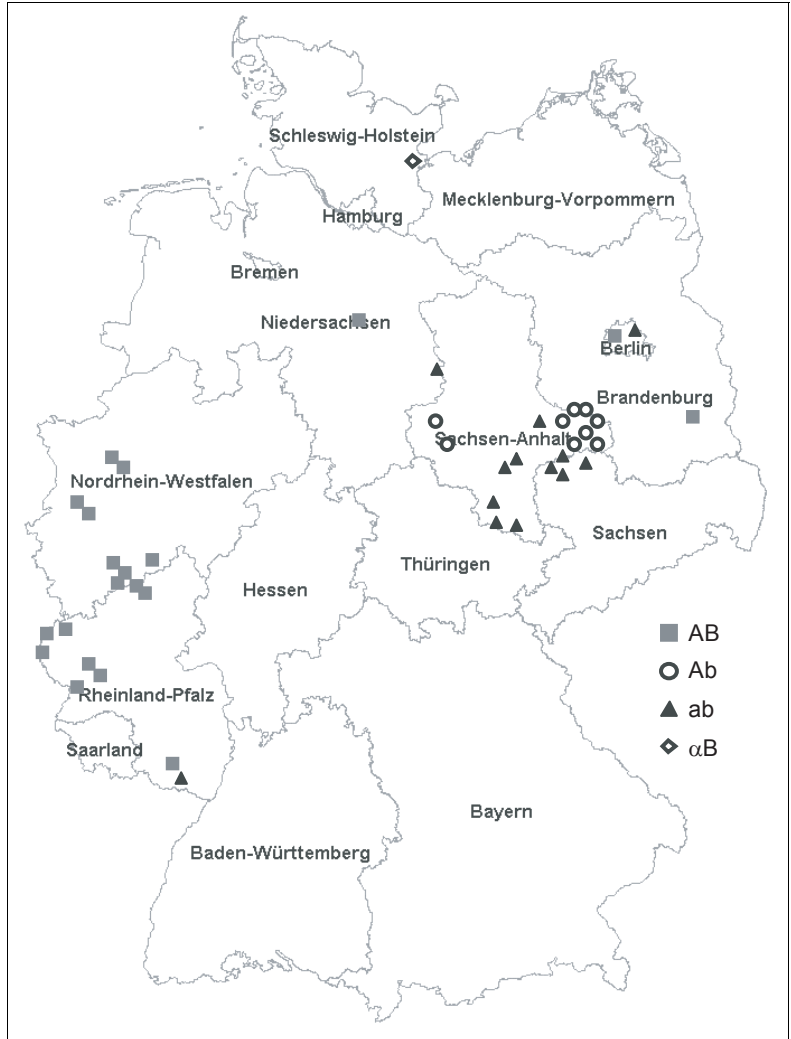 Schleswig-Holstein
Mecklenburg-Vorpommern
Hamburg
Bremen
Niedersachsen
Berlin
Brandenburg
Sachsen-Anhalt
Nordrhein-Westfalen
Sachsen
Thüringen
Hessen
AB
Ab
Rheinland-Pfalz
ab
Saarland
αB
Bayern
Baden-Württemberg